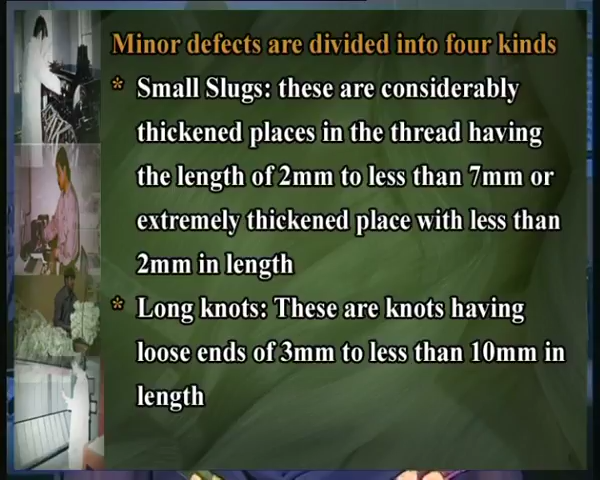 Minor defects are divided into four kinds
* Small Slugs: these are considerably
thickened places in the thread having
the length of 2mm to less than 7mm or
extremely thickened place with less than
2mm in length
* Long knots: These are knots having
loose ends of 3mm to less than 10mm in
length